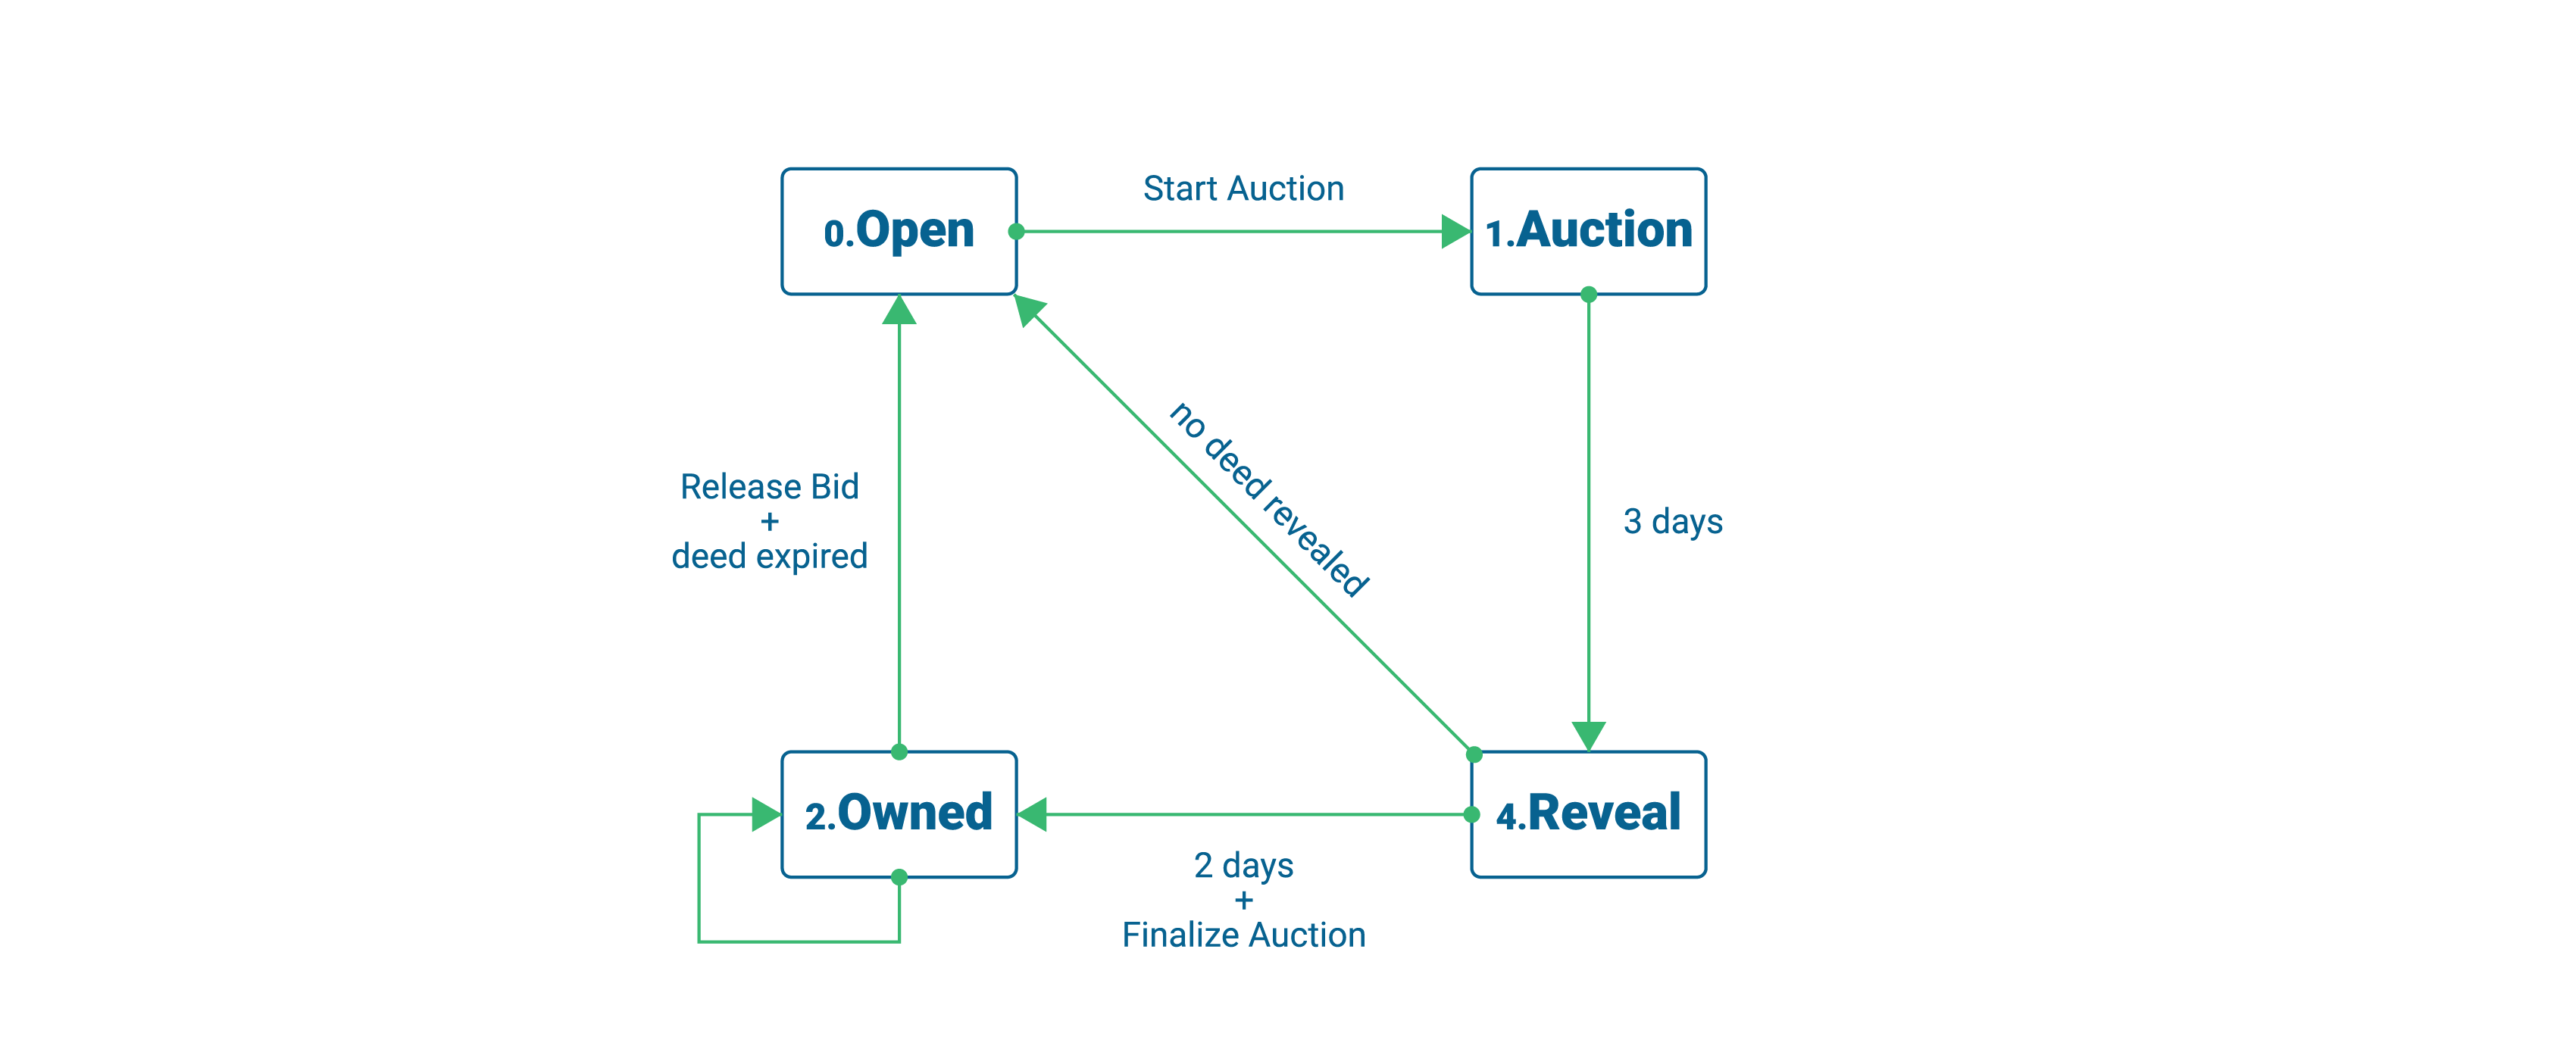 Start Auction
0.Open
1.Auction
no deed revealed
Release Bid
+
deed expired
3 days
2.Owned
4.Reveal
2 days
+
Finalize Auction